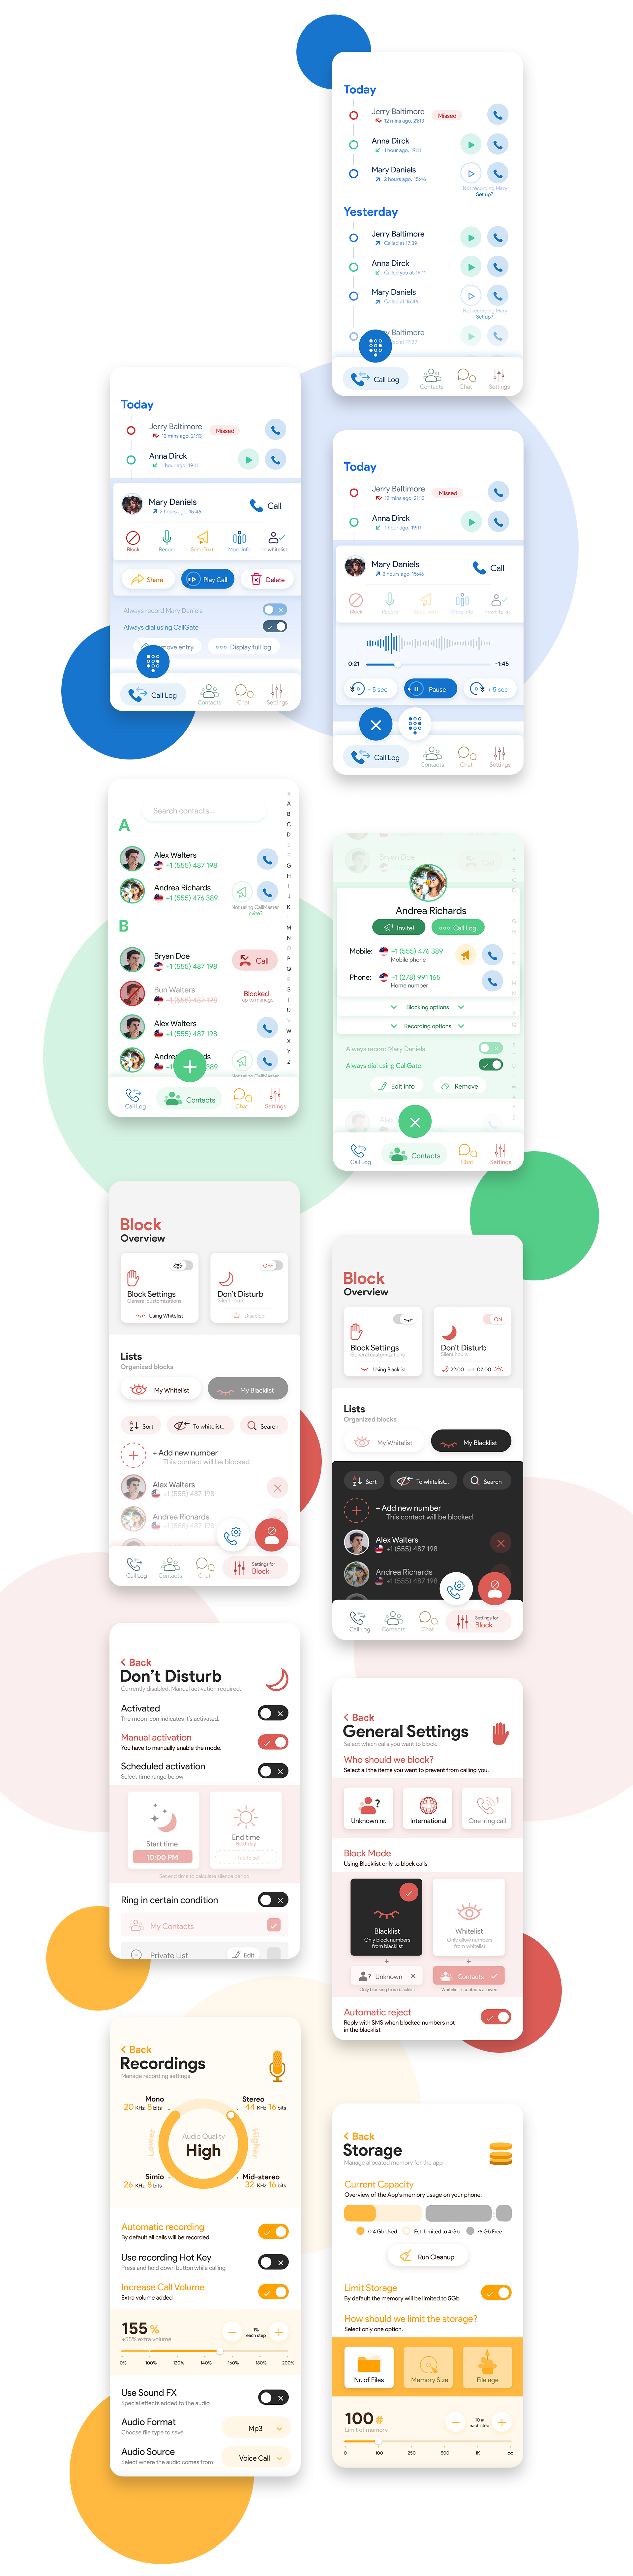 Today
Jerry Baltimore
Missed
12 mins ago, 21:13
Anna Dirck
1 hour ago, 19:11
Mary Daniels
2 hours ago, 15:46
Not recording Mary
Set up?
Yesterday
Jerry Baltimore
Called at 17:39
Anna Dirck
Called you at 19:11
Mary Daniels
Called at 15:46
Not recording Mary
Set up?
Baltimore
at 17:39
Call Log
Contacts
Chat
Settings
Today
Jerry Baltimore
Missed
12 mins ago, 21:13
Anna Dirck
1 hour ago, 19:11
Mary Daniels
2 hours ago, 15:46
Call
Block
Record
Send Text
More Info
In whitelist
Share
Play Call
Delete
Always record Mary Daniels
Always dial using CallGate
move entry
Display full log
Call Log
Contacts
Chat
Settings
Today
Jerry Baltimore
Missed
12 mins ago, 21:13
Anna Dirck
1 hour ago, 19:11
Mary Daniels
2 hours ago, 15:46
Call
Block
Record
Send Text
More Info
In whitelist
0:21
-1:45
- 5 sec
Pause
+ 5 sec
Call Log
Contacts
Chat
Settings
Search contacts...
A
Alex Walters
+1 (555) 487 198
Andrea Richards
+1 (555) 476 389
Not using CallMaster
Invite?
B
Bryan Doe
+1 (555) 487 198
Call
Bun Walters
+1 (555) 487 198
Blocked
Tap to manage
Alex Walters
+1 (555) 487 198
Andre
rds
+1 (555)
389
Call Log
Contacts
Chat
Settings
Bryan Doe
+1 (555) 487 198
Call
Andrea Richards
Invite!
Call Log
Mobile:
+1 (555) 476 389
Mobile phone
Phone:
+1 (278) 991 165
Home number
Blocking options
Recording options
Always record Mary Daniels
Always dial using CallGate
Edit info
Remove
Call Log
Contacts
Chat
Settings
Block
Overview
Block Settings
General customizations
Using Whitelist
OFF
Don't Disturb
Silent hours
Disabled
Lists
Organized blocks
My Whitelist
My Blacklist
Sort
To whitelist...
Search
+ Add new number
This contact will be blocked
Alex Walters
+1 (555) 487 198
Andrea Richards
+1 (555) 487 198
Call Log
Contacts
Chat
Settings for
Block
Block
Overview
Block Settings
General customizations
Using Blacklist
ON
Don't Disturb
Silent hours
22:00
07:00
Lists
Organized blocks
My Whitelist
My Blacklist
Sort
To whitelist...
Search
+ Add new number
This contact will be blocked
Alex Walters
+1 (555) 487 198
Andrea Richards
+1 (555) 487 198
Call Log
Contacts
Chat
Settings for
Block
Back
Don't Disturb
Currently disabled. Manual activation required.
Activated
The moon icon indicates it's activated.
Manual activation
You have to manually enable the mode.
Scheduled activation
Select time range below
Start time
10:00 PM
End time
Next day
Tap to set
Set end time to calculate silence period
Ring in certain condition
My Contacts
Private List
Edit
Back
General Settings
Select which calls you want to block.
Who should we block?
Select all the items you want to prevent from calling you.
Unknown nr.
International
One-ring call
Block Mode
Using Blacklist only to block calls
Blacklist
Only block numbers
from blacklist
Whitelist
Only allow numbers
from whitelist
+
+
Unknown
Contacts
Only blocking from blacklist
Whitelist + contacts allowed
Automatic reject
Reply with SMS when blocked numbers not
in the blacklist
Back
Recordings
Manage recording settings
Mono
20 KHz 8 bits
Stereo
44 KHz 16 bits
Audio Quality
High
Lower
Higher
Simio
26 KHz 8 bits
Mid-stereo
32 KHz 16 bits
Automatic recording
By default all calls will be recorded
Use recording Hot Key
Press and hold down button while calling
Increase Call Volume
Extra volume added
155 %
+55% extra volume
1%
each step
0%
100%
120%
140%
160%
180%
200%
Use Sound FX
Special effects added to the audio
Audio Format
Choose file type to save
Mp3
Audio Source
Select where the audio comes from
Voice Call
Back
Storage
Manage allocated memory for the app
Current Capacity
Overview of the App's memory usage on your phone.
0.4 Gb Used
Est. Limited to 4 Gb
76 Gb Free
Run Cleanup
Limit Storage
By default the memory will be limited to 5Gb
How should we limit the storage?
Select only one option.
Nr. of Files
Memory Size
File age
100 #
Limit of memory
10 #
each step
0
100
250
500
1K
∞